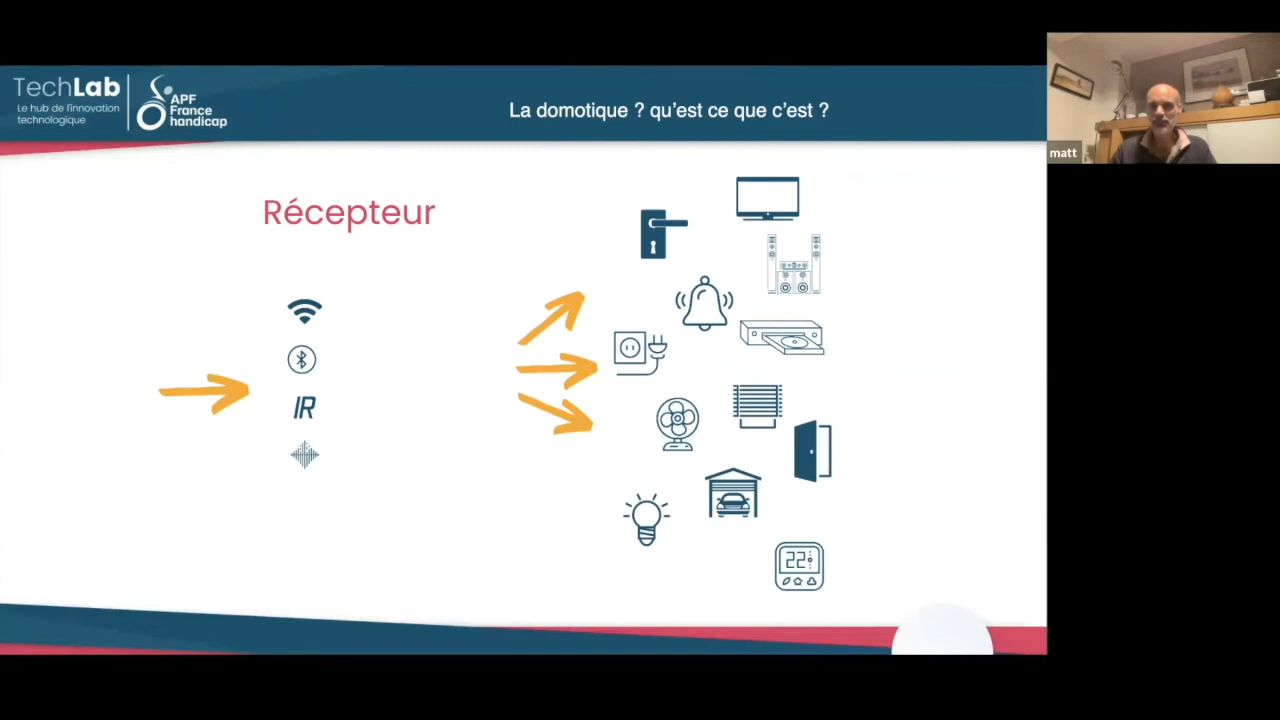 TechLab
Le hub de l'innovation
technologique
APF
France
handicap
La domotique ? qu'est ce que c'est ?
matt
Récepteur
IR
22